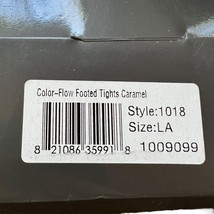 Color-Flow Footed Tights Caramel
Style:1018
Size:LA
8 21086 35991 8
1009099